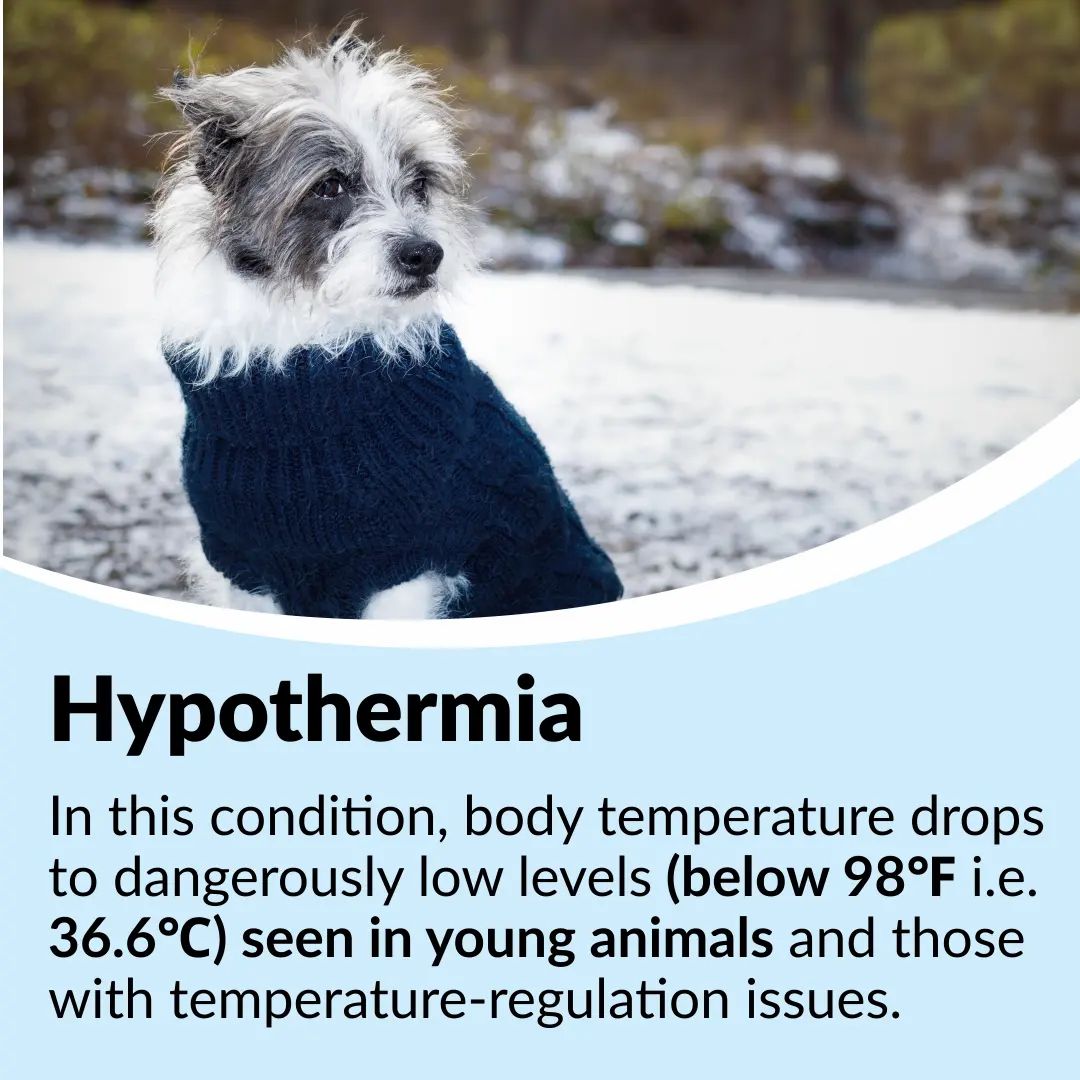 Hypothermia
In this condition, body temperature drops
to dangerously low levels (below 98°F i.e.
36.6°C) seen in young animals and those
with temperature-regulation issues.